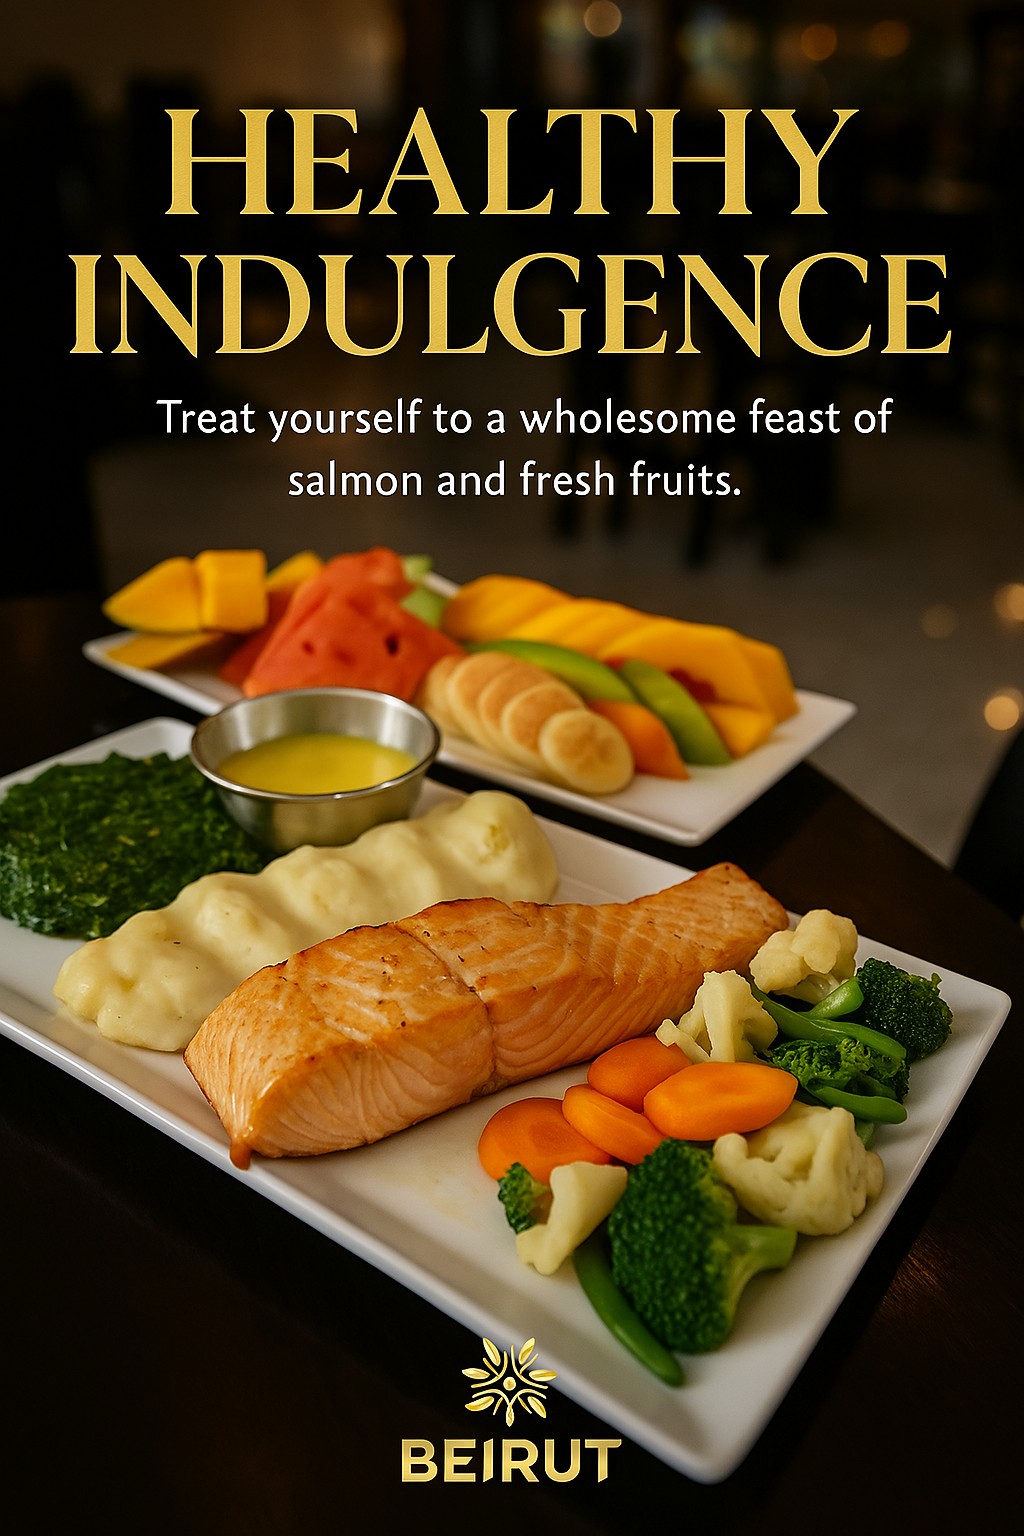 HEALTHY
INDULGENCE
Treat yourself to a wholesome feast of
salmon and fresh fruits.
BEIRUT